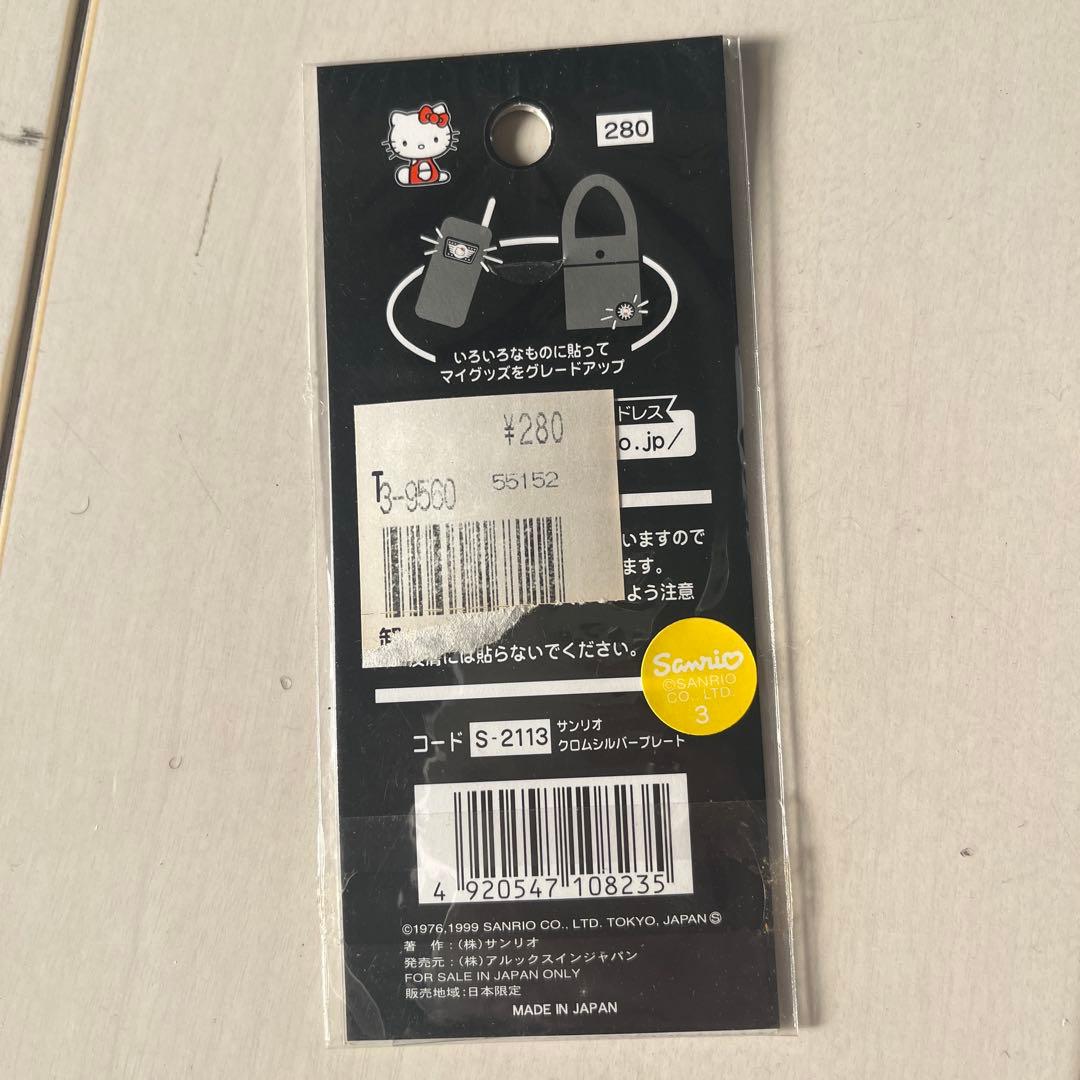 280
いろいろなものに貼って
マイグッズをグレードアップ
ドレス
o.jp/
¥280
T3-9560 55152
いますので
ます。
よう注意
には貼らないでください。
Sanrio
©SANRIO
CO., LTD.
3
コード S-2113 サンリオ
クロムシルバープレート
4 920547 108235
©1976,1999 SANRIO CO., LTD. TOKYO, JAPAN Ⓢ
著 作:(株)サンリオ
発売元:(株)アルックスインジャパン
FOR SALE IN JAPAN ONLY
販売地域:日本限定
MADE IN JAPAN